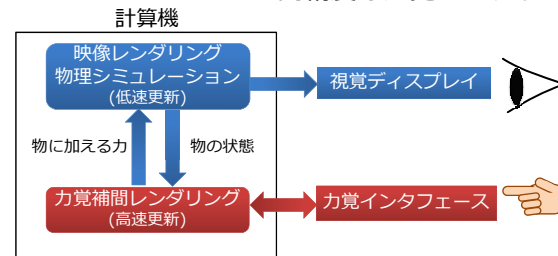 計算機
映像レンダリング
物理シミュレーション
(低速更新)
視覚ディスプレイ
物に加える力
物の状態
力覚補間レンダリング
(高速更新)
力覚インタフェース